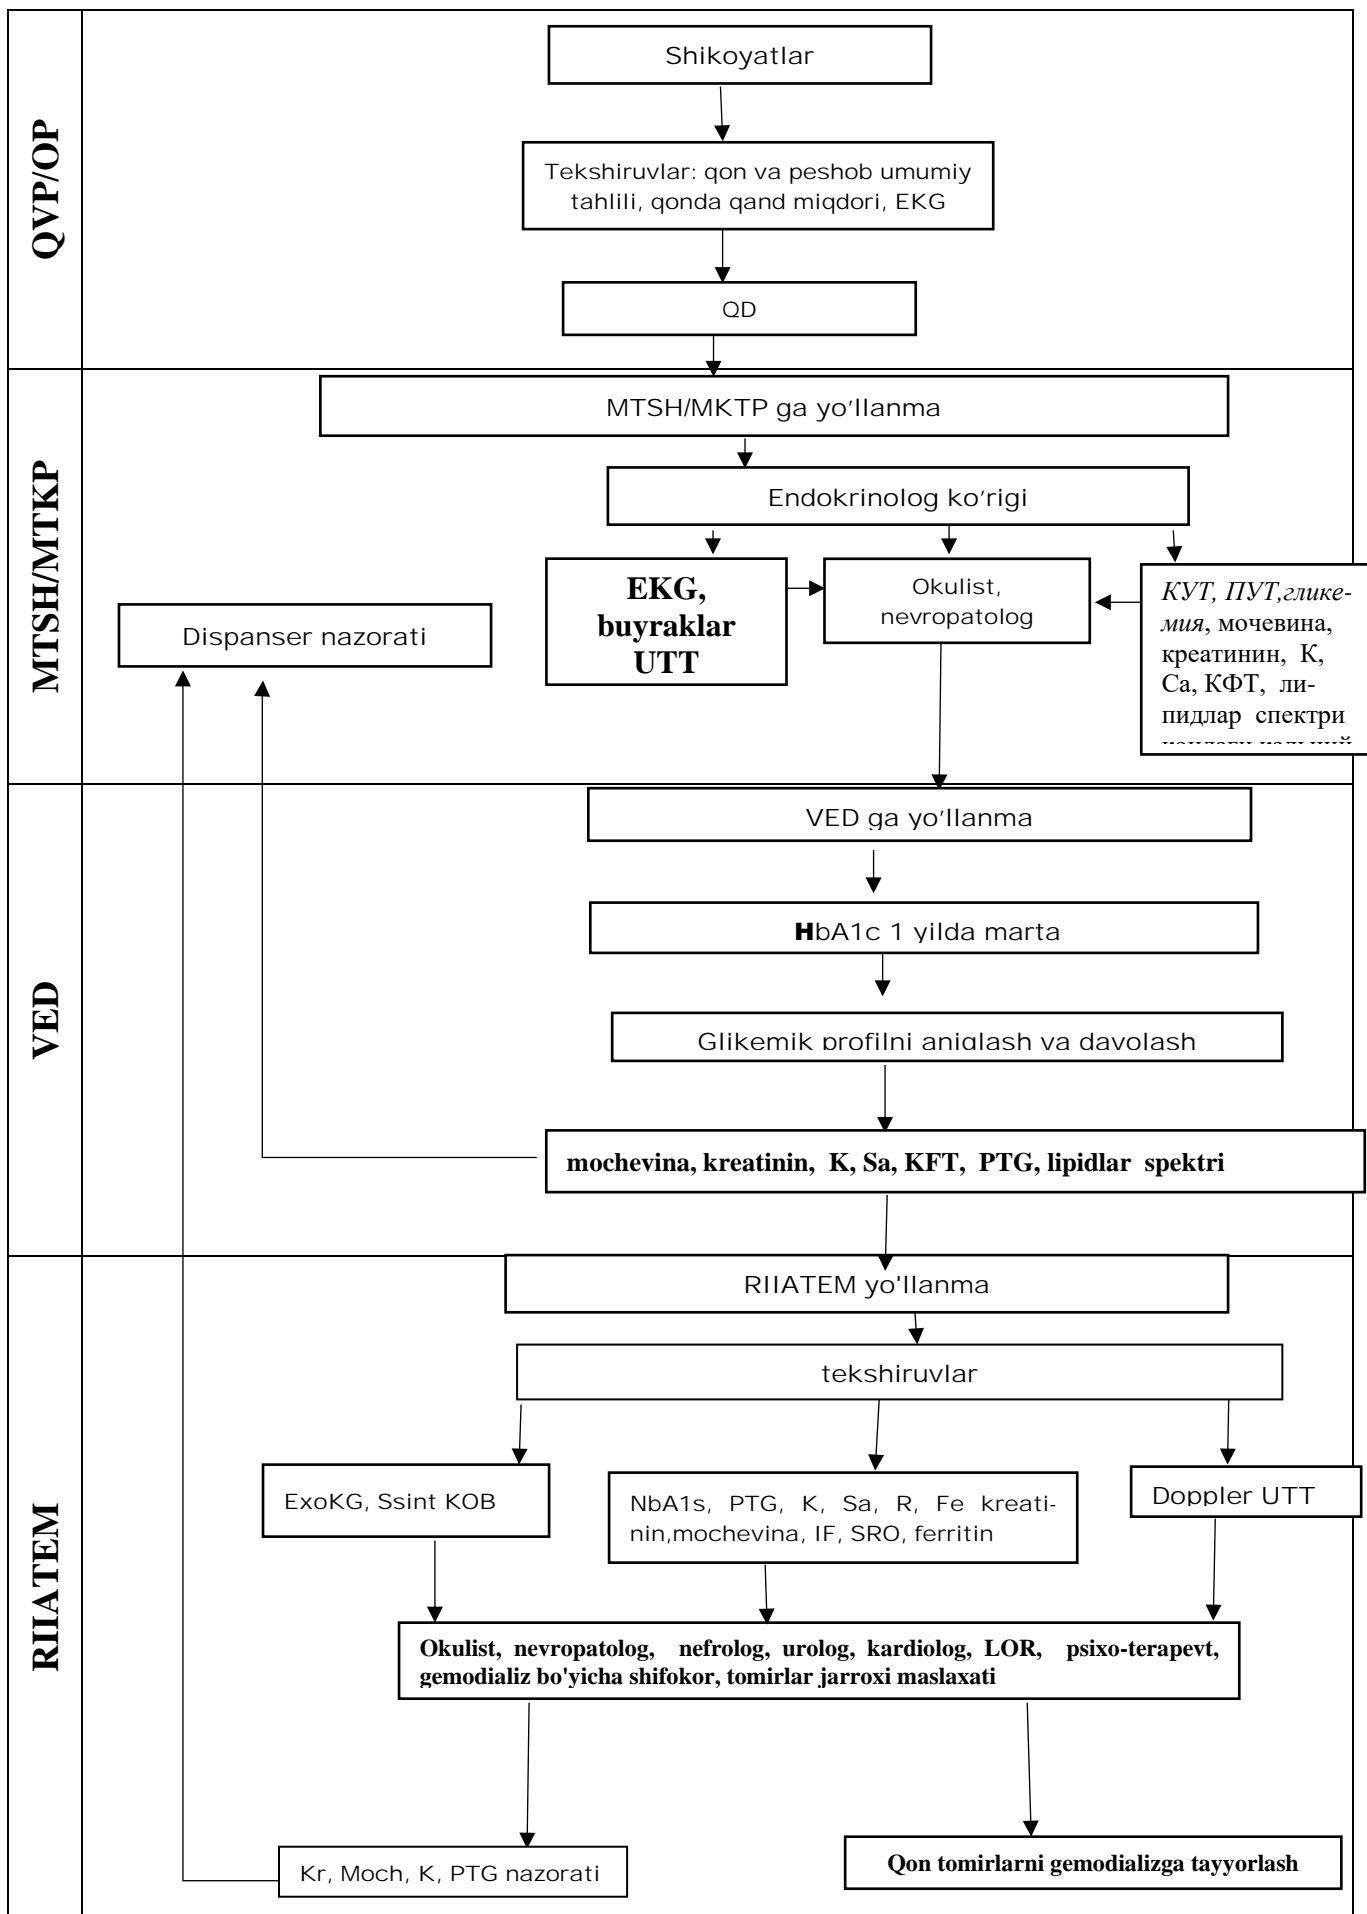 QVP/OP
Shikoyatlar
Tekshiruvlar: qon va peshob umumiy
tahlili, qonda qand miqdori, EKG
QD
MTSH/MTKP
MTSH/MKTP ga yo’llanma
Endokrinolog ko’rigi
EKG,
buyraklar
UTT
Okulist,
nevropatolog
КУТ, ПУТ,глике-
мия, мочевина,
креатинин, К,
Са, КФТ, ли-
пидлар спектри
Dispanser nazorati
VED
VED ga yo’llanma
HbA1c 1 yilda marta
Glikemik profilni aniqlash va davolash
mochevina, kreatinin, K, Sa, KFT, PTG, lipidlar spektri
RIIATEM
RIIATEM yo'llanma
tekshiruvlar
ExoKG, Ssint KOB
NbA1s, PTG, K, Sa, R, Fe kreati-
nin,mochevina, IF, SRO, ferritin
Doppler UTT
Okulist, nevropatolog, nefrolog, urolog, kardiolog, LOR, psixo-terapevt,
gemodializ bo'yicha shifokor, tomirlar jarroxi maslaxati
Kr, Moch, K, PTG nazorati
Qon tomirlarni gemodializga tayyorlash